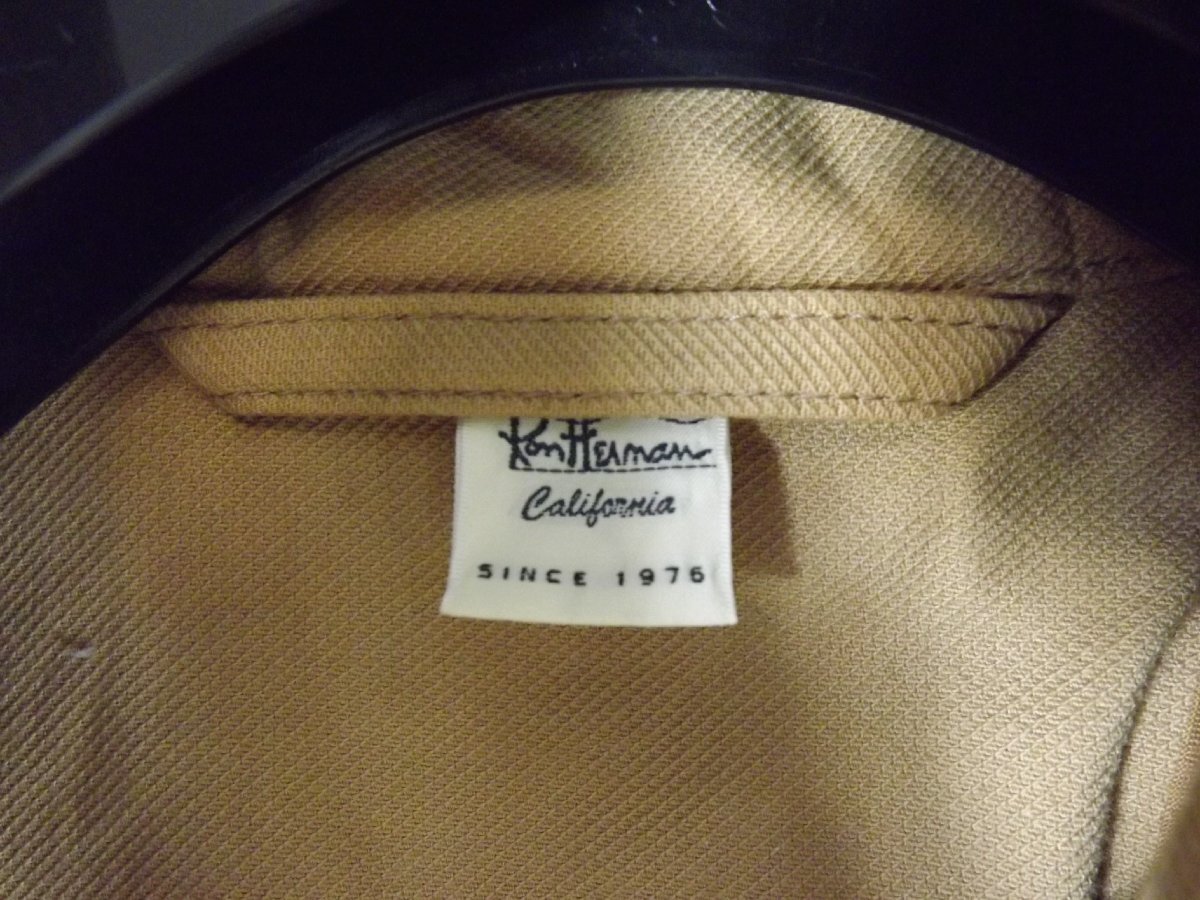 Ron Herman
California
SINCE 1976